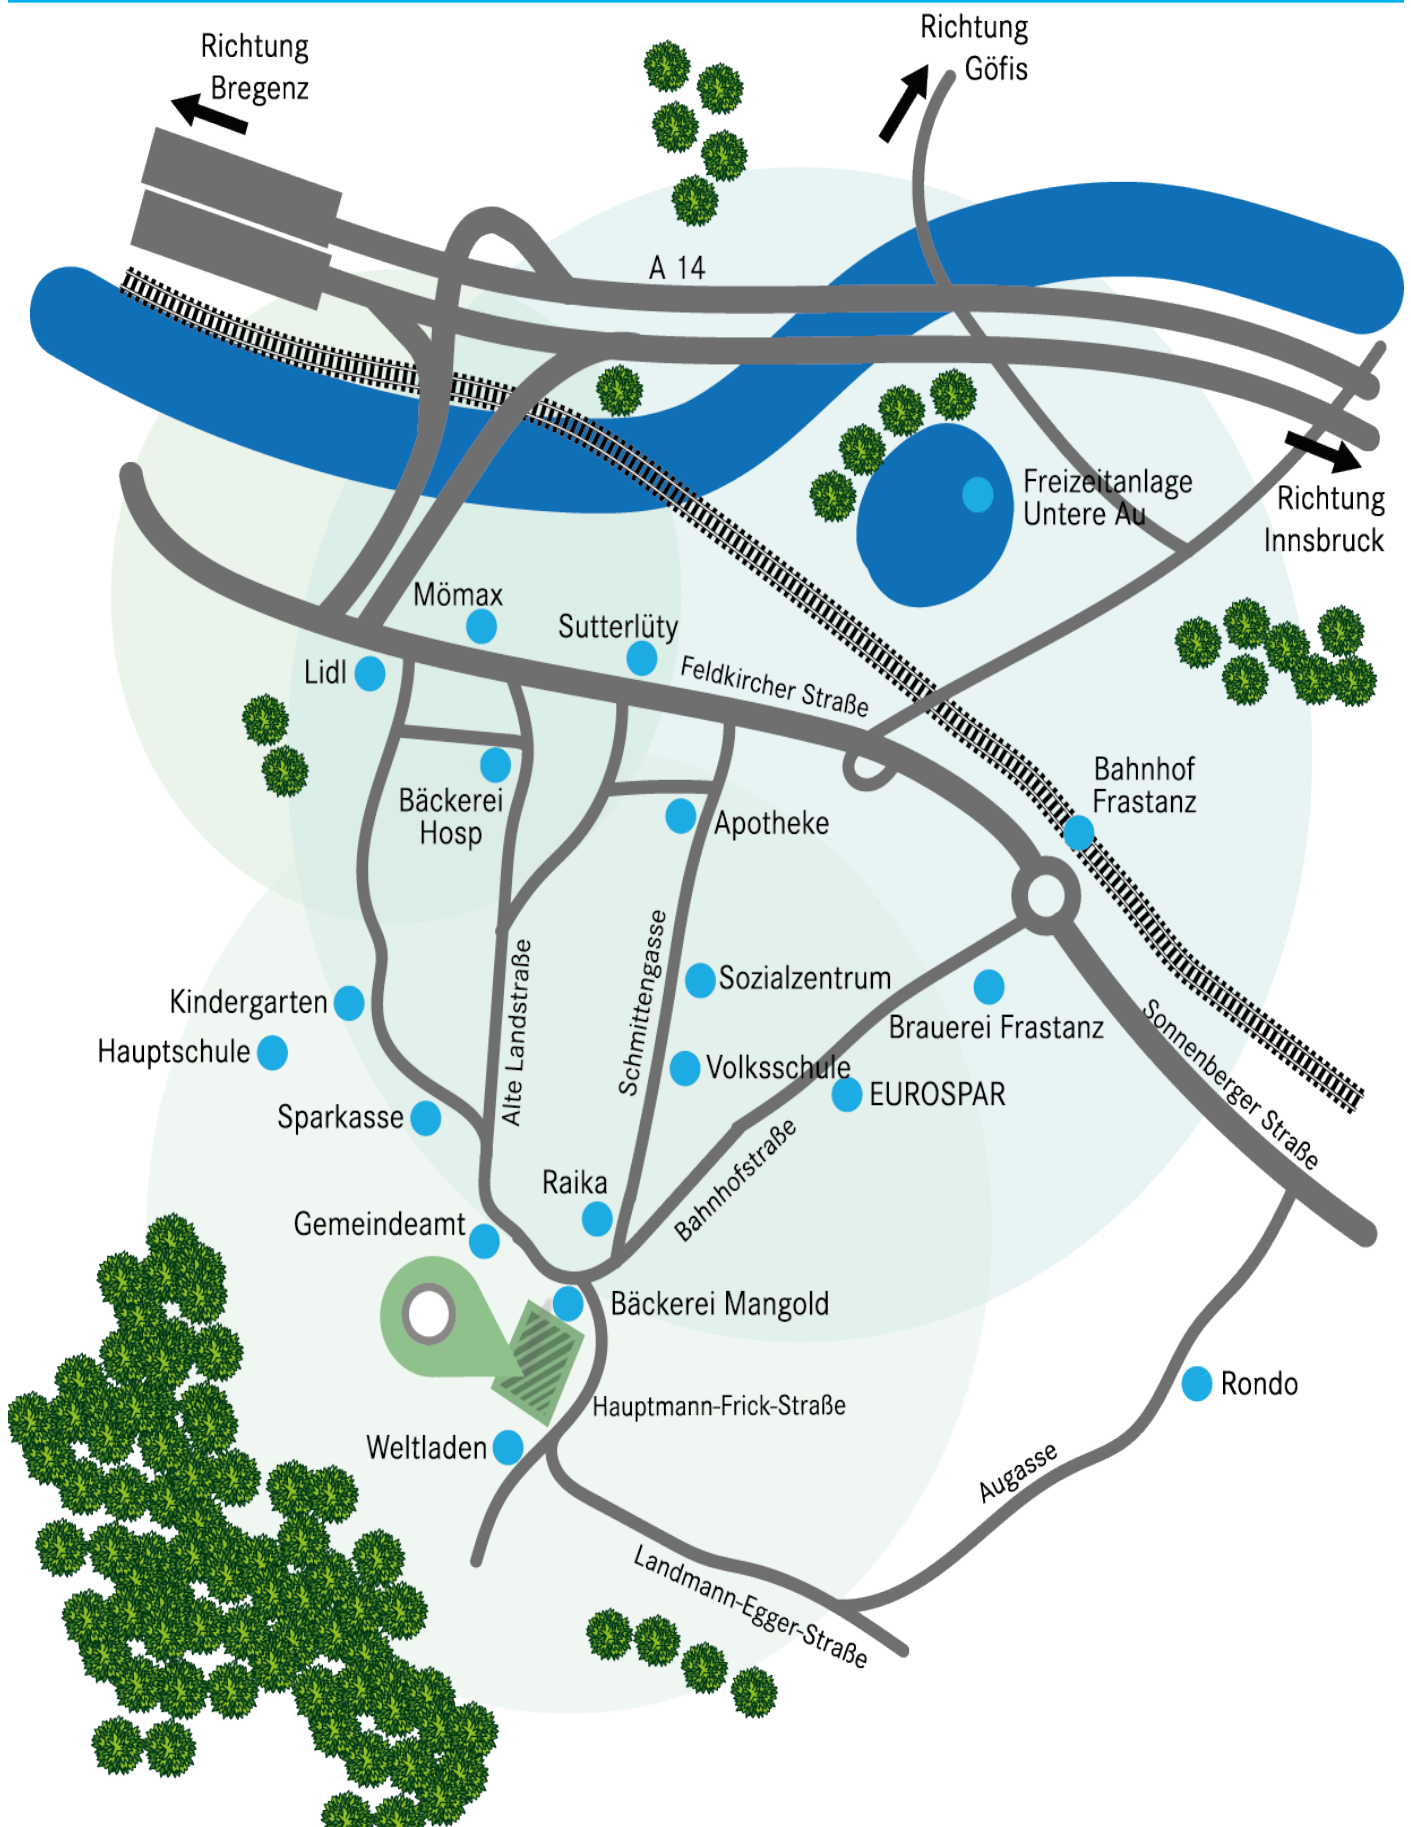 Richtung
Göfis
Richtung
Bregenz
A 14
Freizeitanlage
Untere Au
Richtung
Innsbruck
Mömax
Sutterlüty
Lidl
Feldkircher Straße
Bahnhof
Frastanz
Bäckerei
Hosp
Apotheke
Alte Landstraße
Schmittengasse
Sozialzentrum
Kindergarten
Brauerei Frastanz
Sonnenberger Straße
Hauptschule
Volksschule
EUROSPAR
Sparkasse
Bahnhofstraße
Raika
Gemeindeamt
Bäckerei Mangold
Rondo
Hauptmann-Frick-Straße
Weltladen
Augasse
Landmann-Egger-Straße